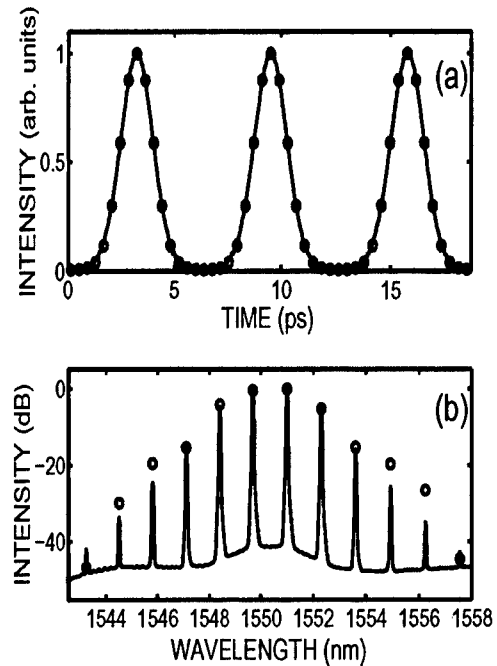 1
(a)
0.5
0
0 5 10 15
INTENSITY (arb. units)
TIME (ps)
0
(b)
−20
−40
1544 1546 1548 1550 1552 1554 1556 1558
INTENSITY (dB)
WAVELENGTH (nm)